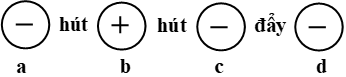 − hút + hút − đẩy −
a b c d